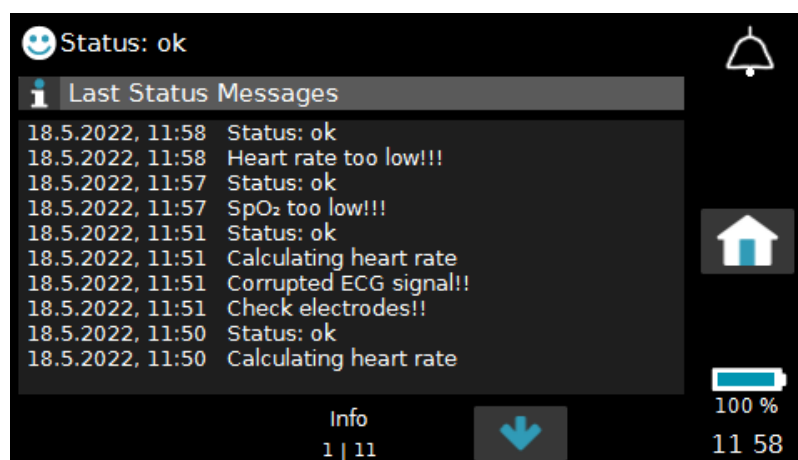 Status: ok
i Last Status Messages
18.5.2022, 11:58 Status: ok
18.5.2022, 11:58 Heart rate too low!!!
18.5.2022, 11:57 Status: ok
18.5.2022, 11:57 SpO₂ too low!!!
18.5.2022, 11:51 Status: ok
18.5.2022, 11:51 Calculating heart rate
18.5.2022, 11:51 Corrupted ECG signal!!
18.5.2022, 11:51 Check electrodes!!
18.5.2022, 11:50 Status: ok
18.5.2022, 11:50 Calculating heart rate
Info
1 | 11
100 %
11 58